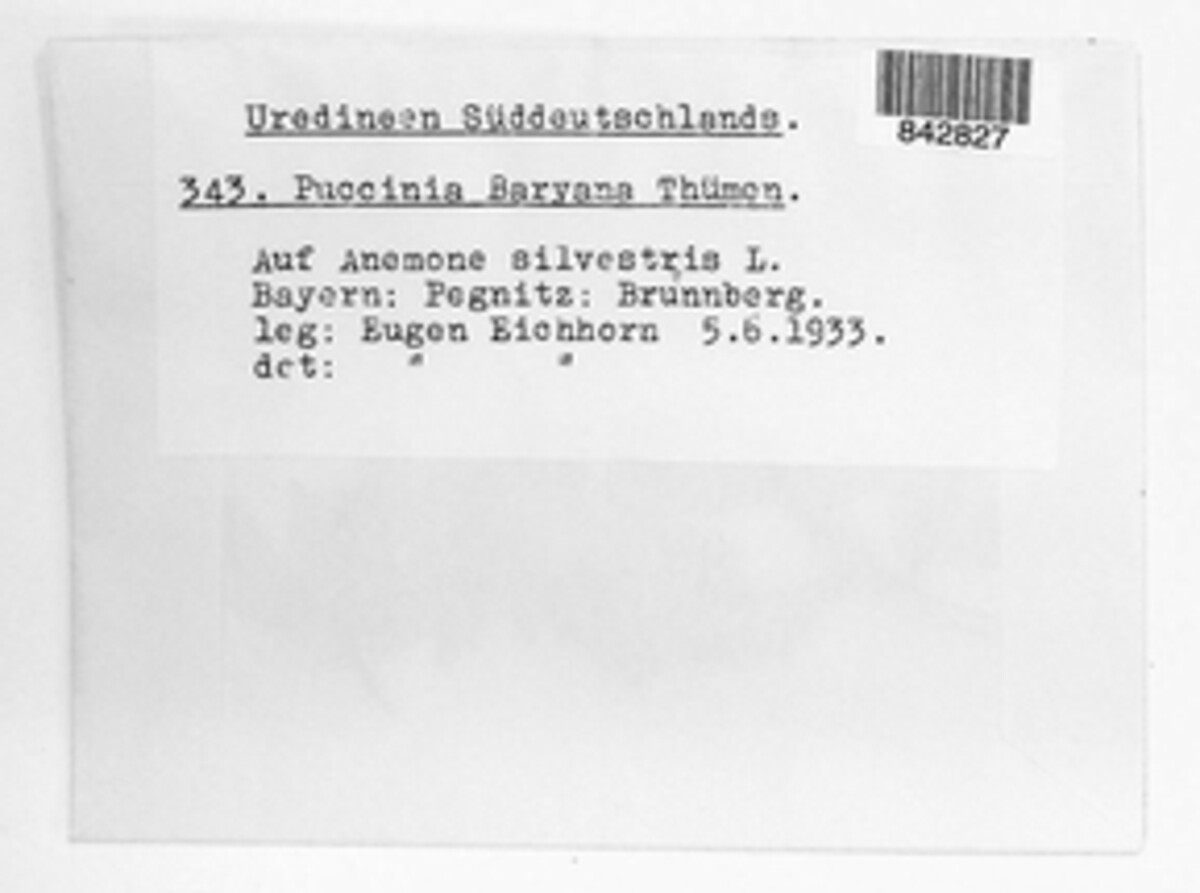 Uredineen Süddeutschlands.
842827
343. Puccinia Baryana Thümen.
Auf Anemone silvestris L.
Bayern: Pegnitz: Brunnberg.
leg: Eugen Eichhorn 5.6.1933.
det: " "